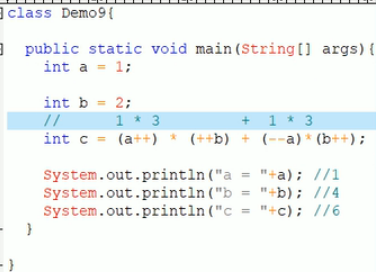 class Demo9{
public static void main(String[] args){
int a = 1;
int b = 2;
// 1 * 3 + 1 * 3
int c = (a++) * (++b) + (--a)*(b++);
System.out.println("a = "+a); //1
System.out.println("b = "+b); //4
System.out.println("c = "+c); //6
}
}